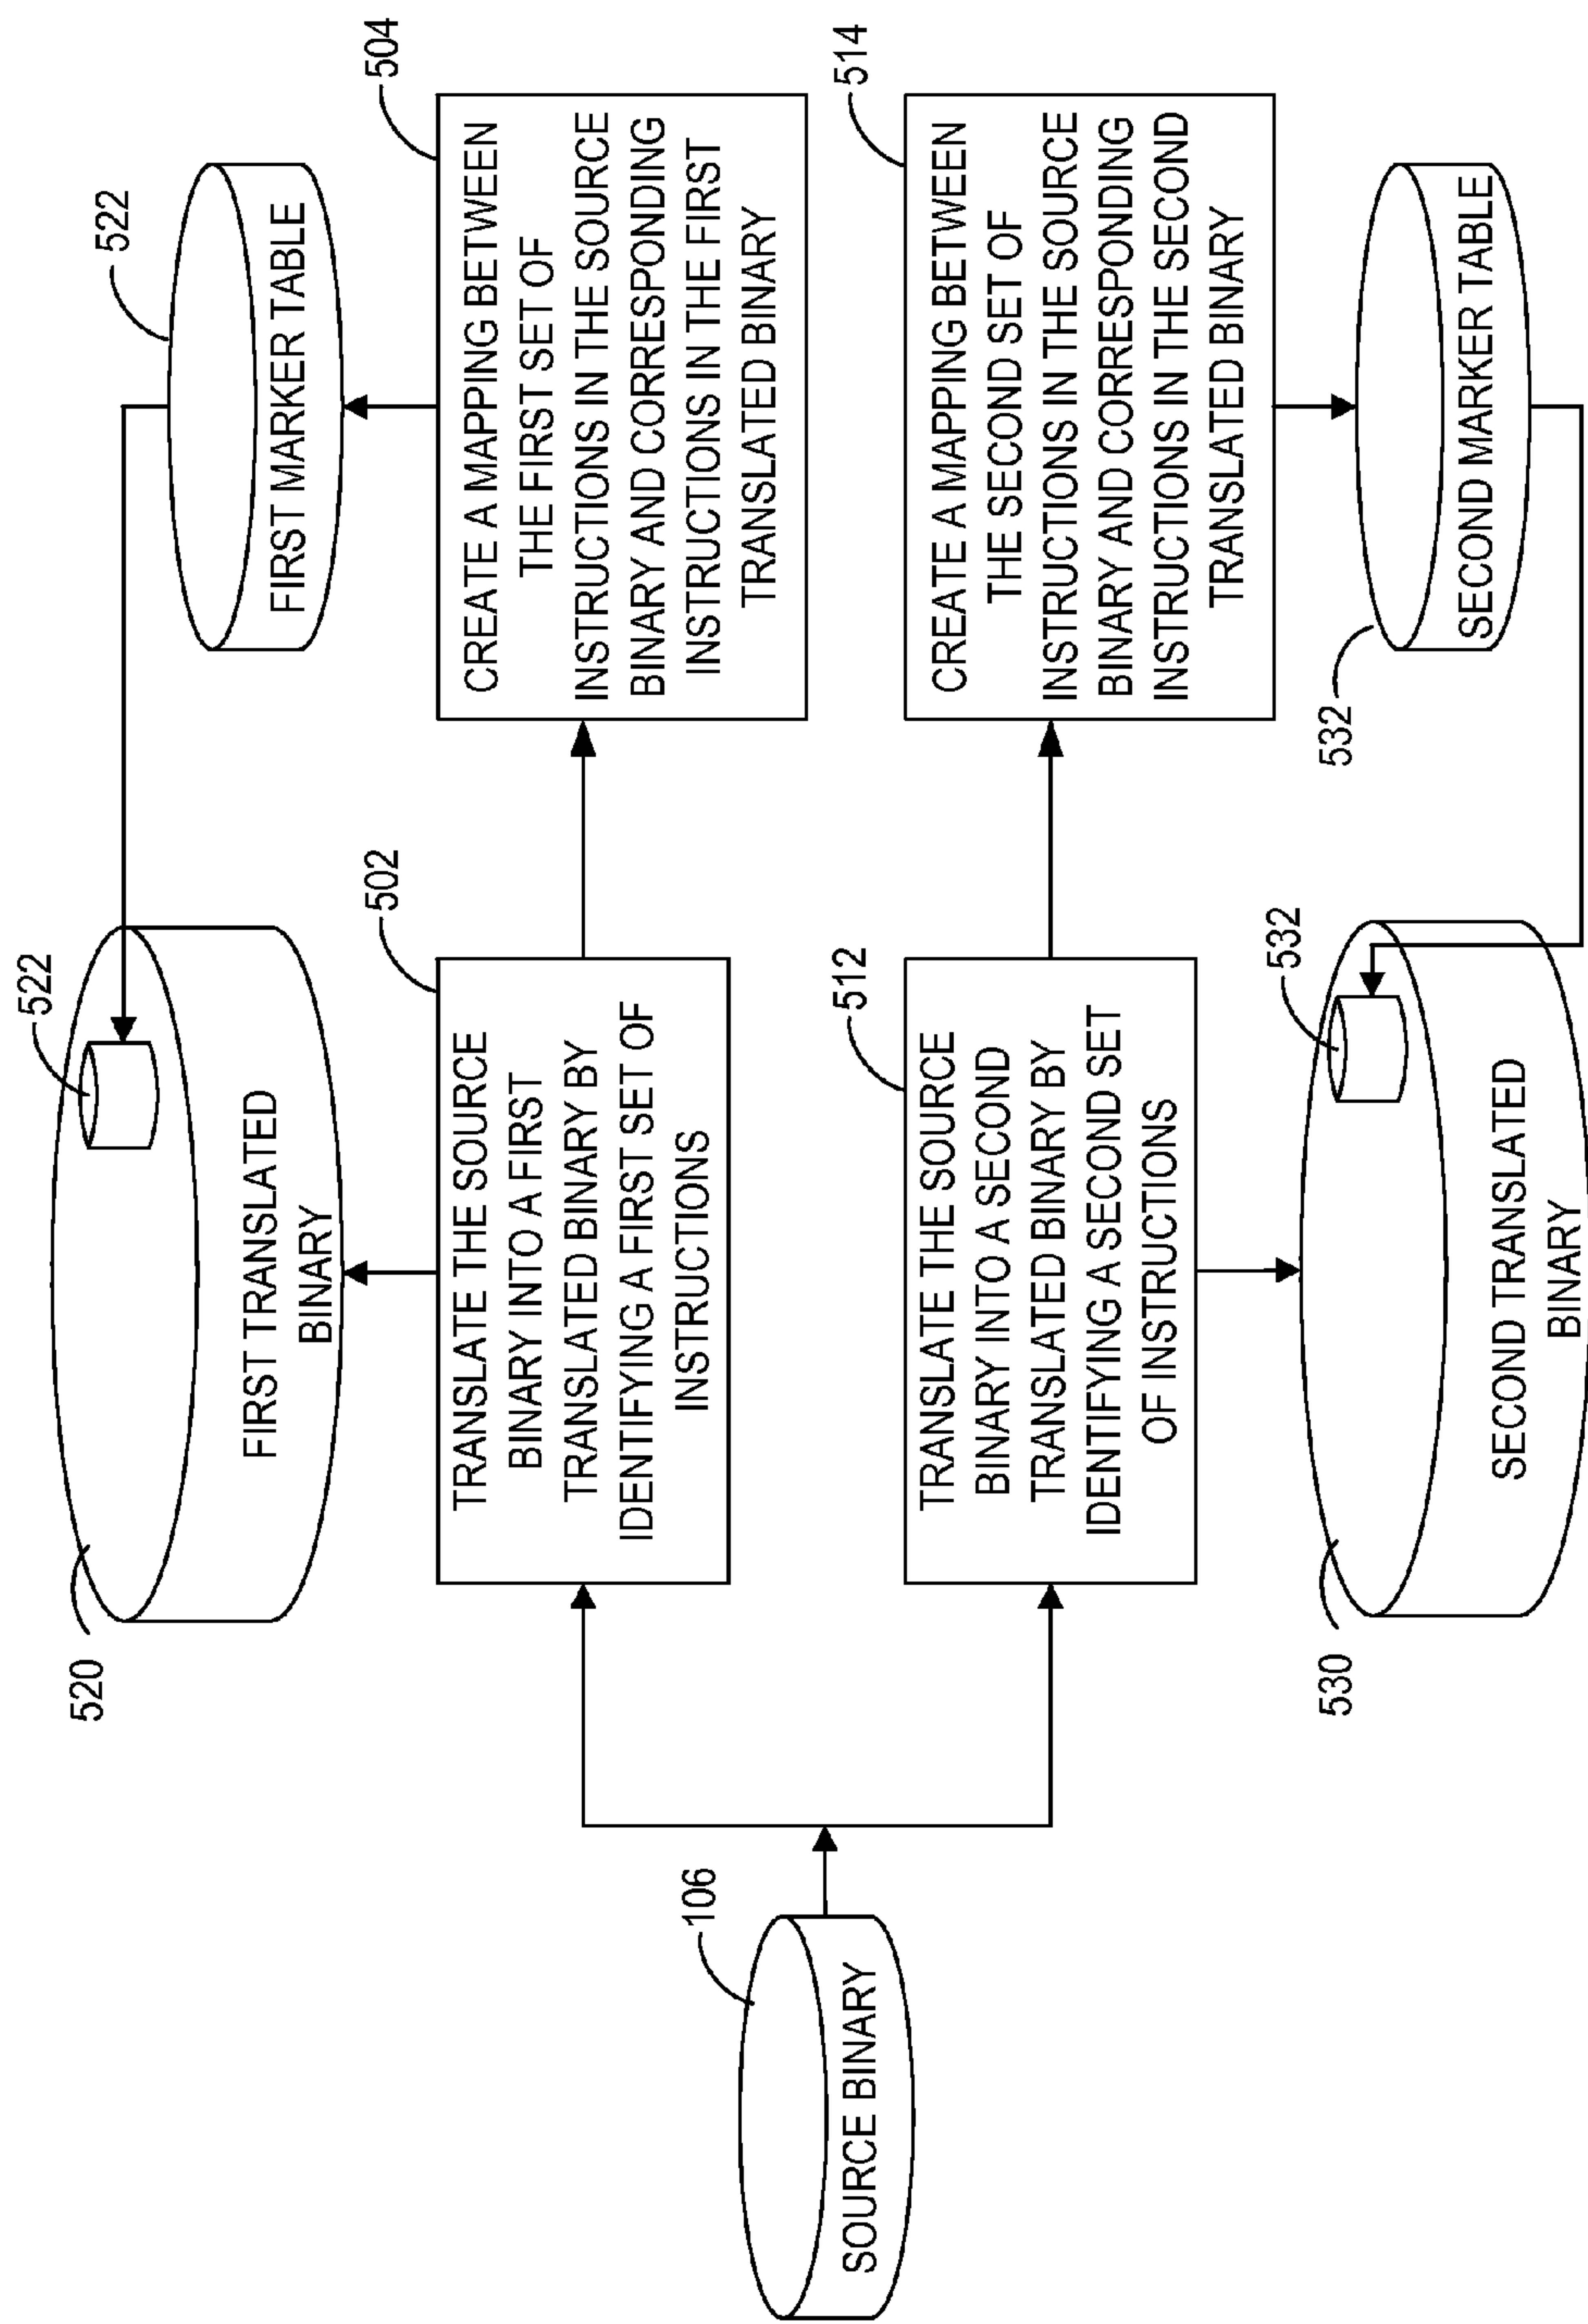 520
522
FIRST TRANSLATED
BINARY
522
FIRST MARKER TABLE
502
TRANSLATE THE SOURCE
BINARY INTO A FIRST
TRANSLATED BINARY BY
IDENTIFYING A FIRST SET OF
INSTRUCTIONS
504
CREATE A MAPPING BETWEEN
THE FIRST SET OF
INSTRUCTIONS IN THE SOURCE
BINARY AND CORRESPONDING
INSTRUCTIONS IN THE FIRST
TRANSLATED BINARY
106
SOURCE BINARY
512
TRANSLATE THE SOURCE
BINARY INTO A SECOND
TRANSLATED BINARY BY
IDENTIFYING A SECOND SET
OF INSTRUCTIONS
514
CREATE A MAPPING BETWEEN
THE SECOND SET OF
INSTRUCTIONS IN THE SOURCE
BINARY AND CORRESPONDING
INSTRUCTIONS IN THE SECOND
TRANSLATED BINARY
530
532
SECOND TRANSLATED
BINARY
532
SECOND MARKER TABLE